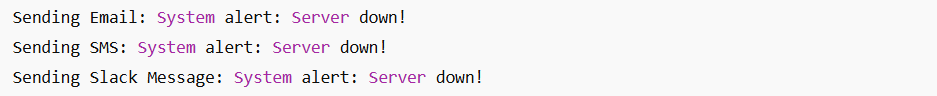 Sending Email: System alert: Server down!
Sending SMS: System alert: Server down!
Sending Slack Message: System alert: Server down!